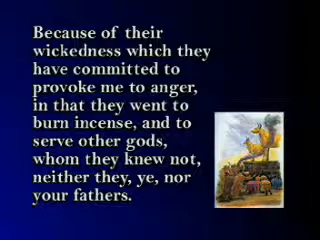 Because of their
wickedness which they
have committed to
provoke me to anger,
in that they went to
burn incense, and to
serve other gods,
whom they knew not,
neither they, ye, nor
your fathers.